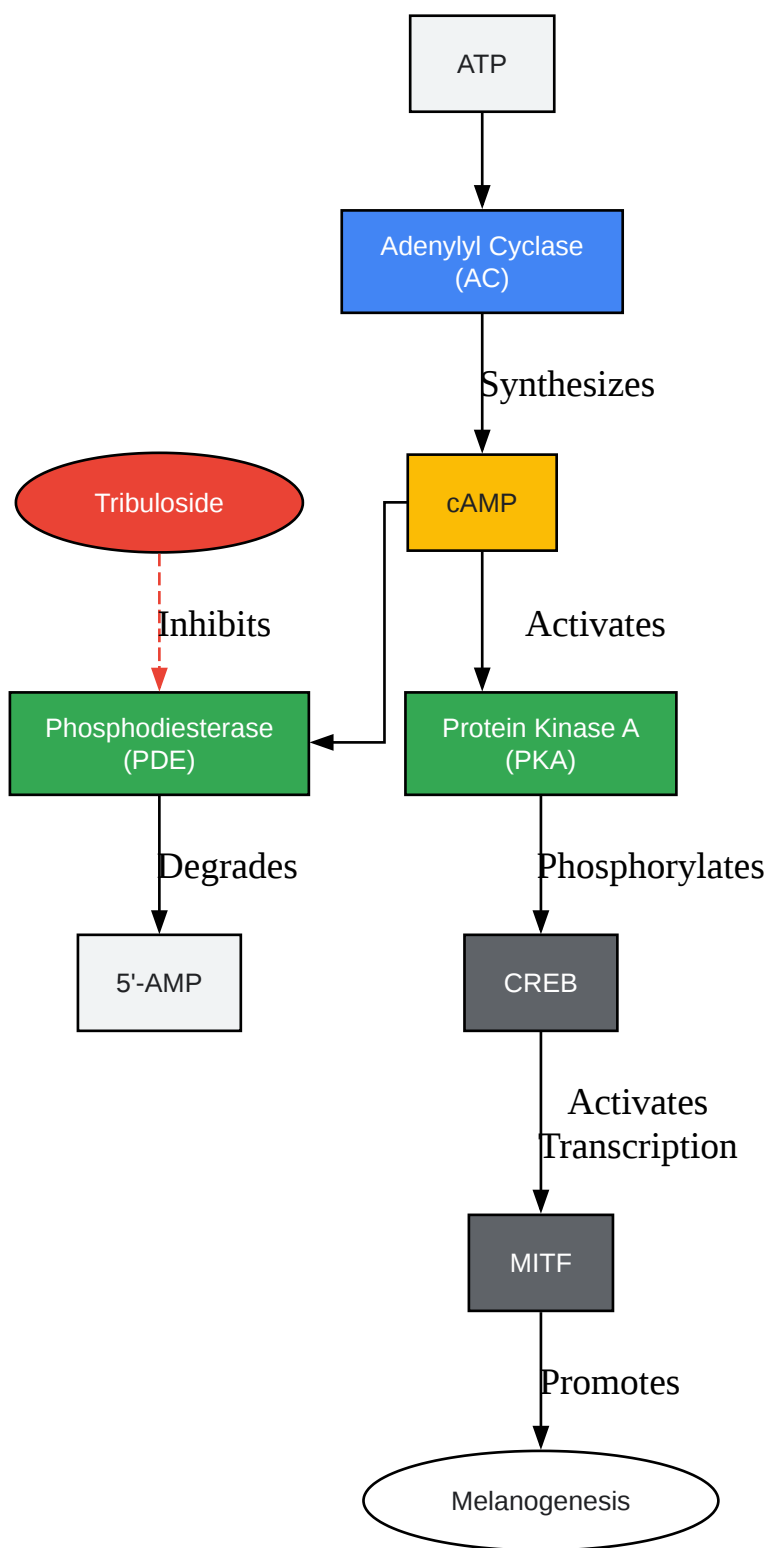 ATP
Adenylyl Cyclase
(AC)
Synthesizes
Tribuloside
cAMP
Inhibits
Activates
Phosphodiesterase
(PDE)
Protein Kinase A
(PKA)
Degrades
Phosphorylates
5'-AMP
CREB
Activates
Transcription
MITF
Promotes
Melanogenesis